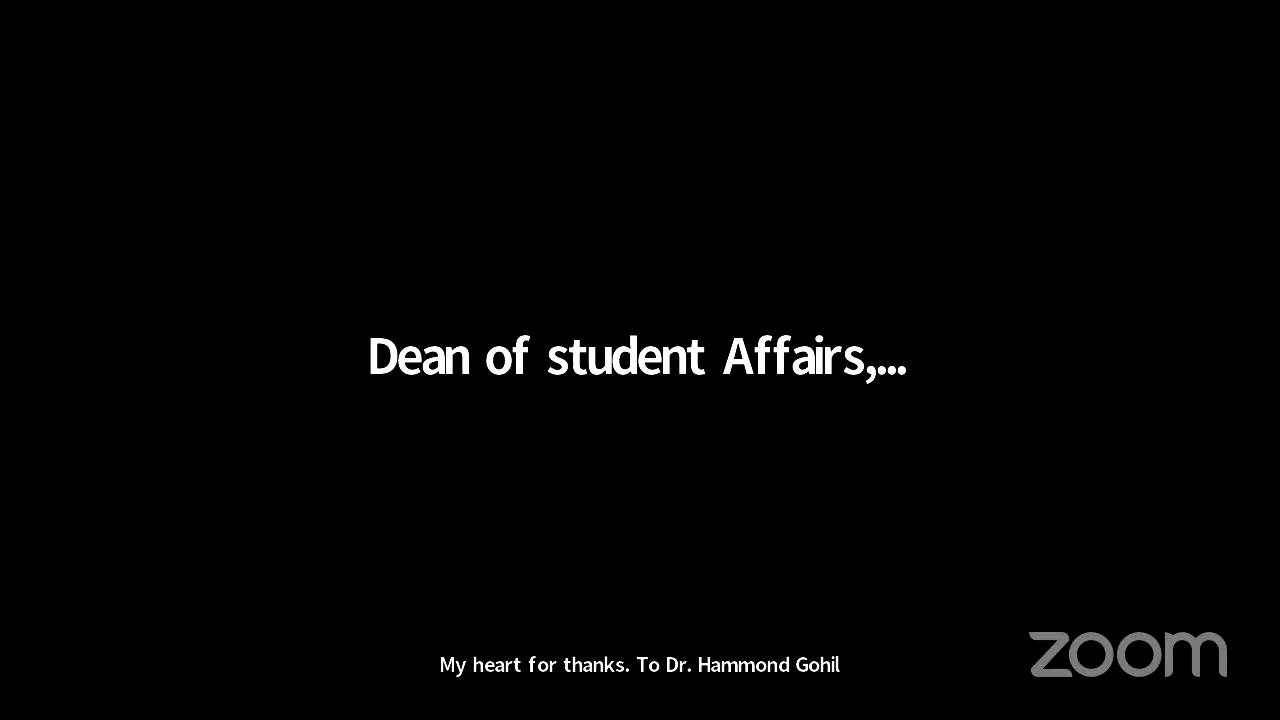 Dean of student Affairs,...
My heart for thanks. To Dr. Hammond Gohil
zoom